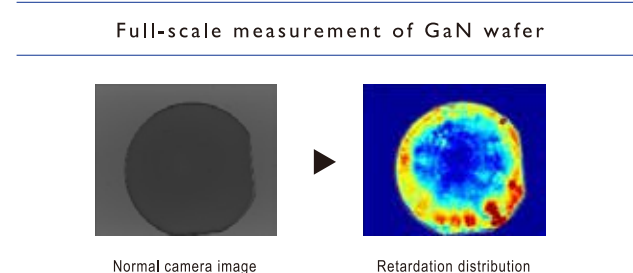 Full-scale measurement of GaN wafer
Normal camera image
Retardation distribution